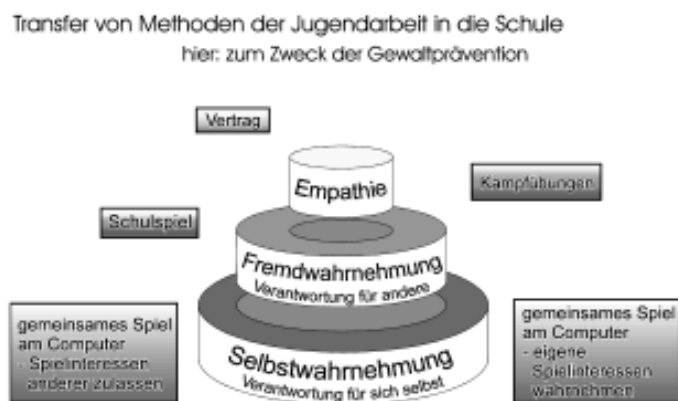 Transfer von Methoden der Jugendarbeit in die Schule
hier: zum Zweck der Gewaltprävention
Vertrag
Empathie
Kampfübungen
Schulspiel
Fremdwahrnehmung
Verantwortung für andere
gemeinsames Spiel
am Computer
- Spielinteressen
anderer zulassen
Selbstwahrnehmung
Verantwortung für sich selbst
gemeinsames Spiel
am Computer
- eigene
Spielinteressen
wahrnehmen